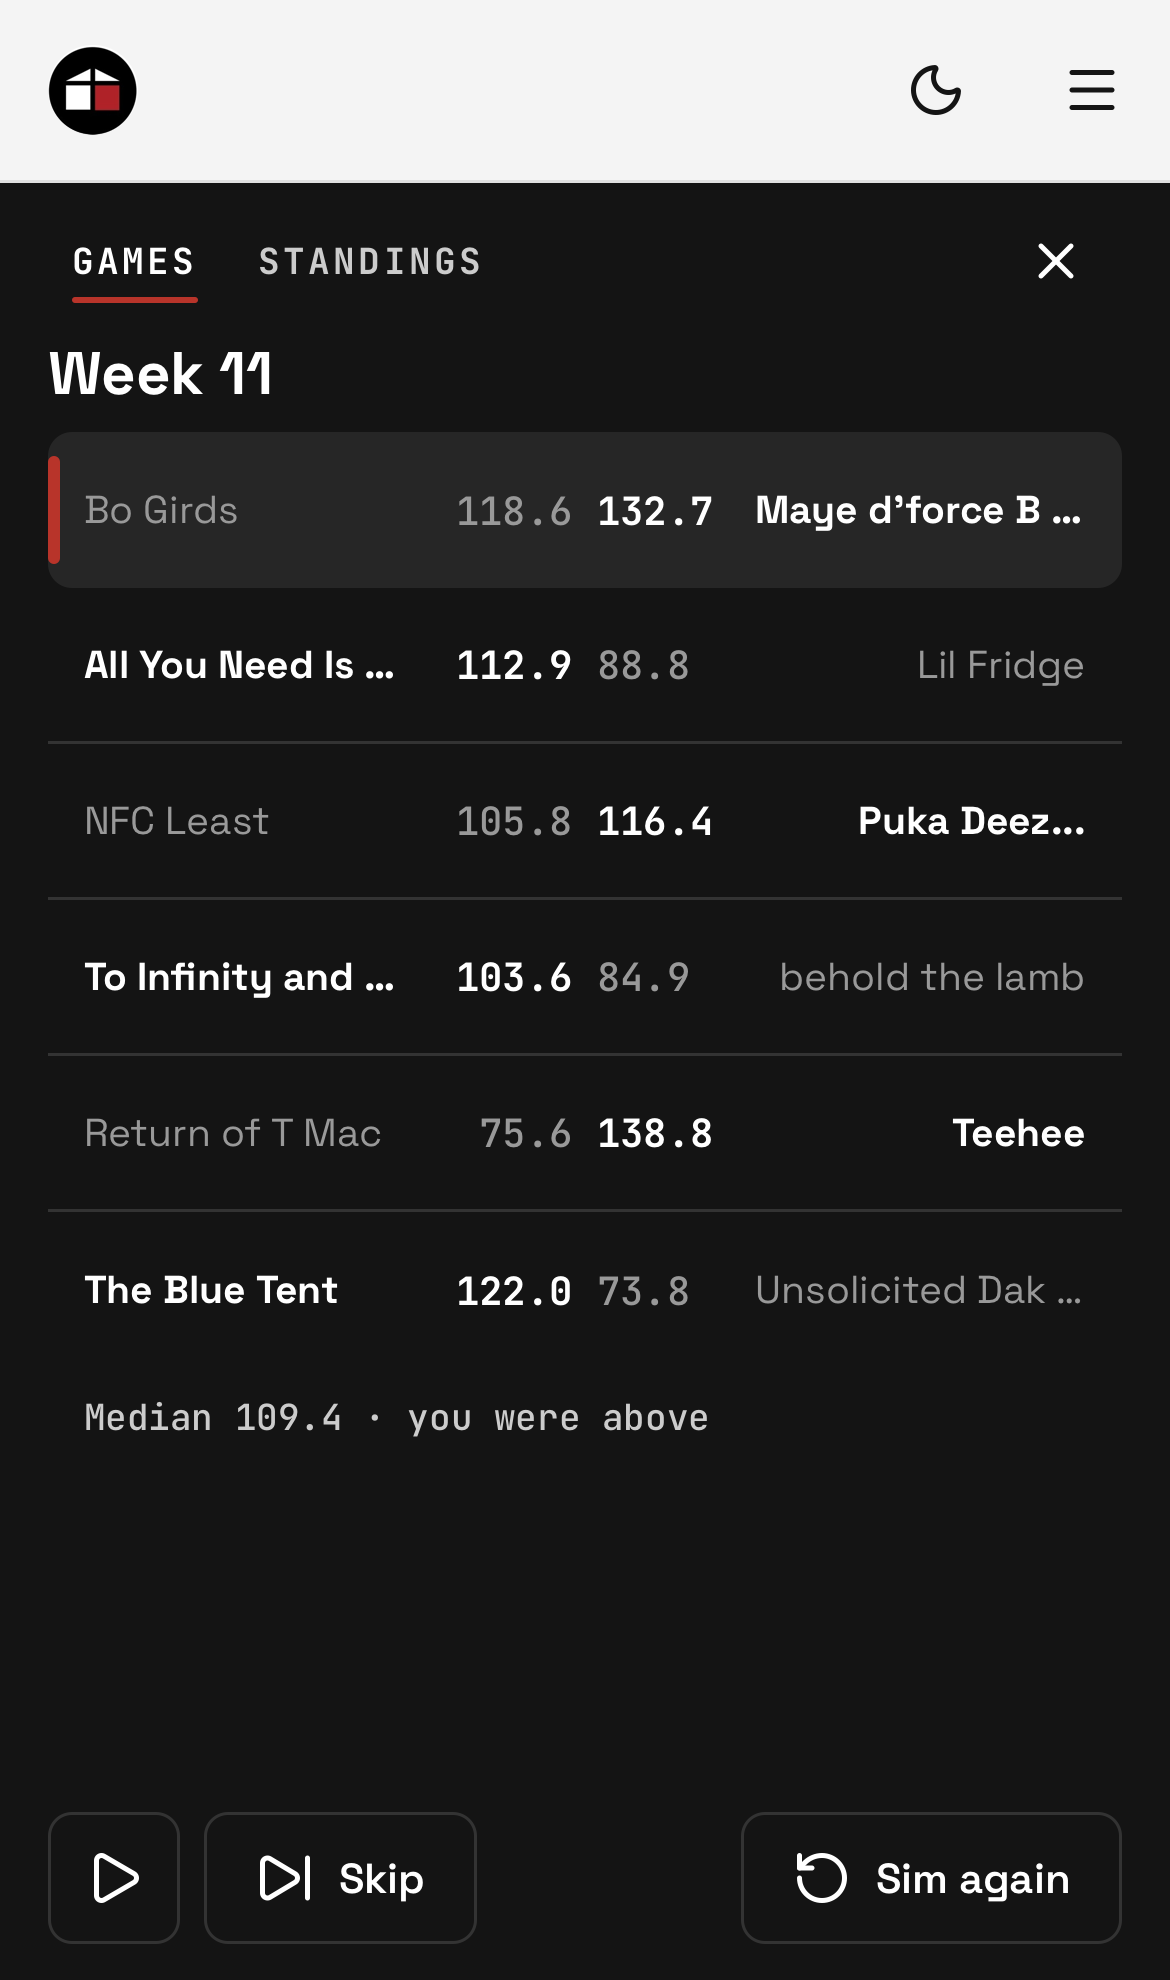 GAMES STANDINGS
Week 11
Bo Girds 118.6 132.7 Maye d’force B ...
All You Need Is ... 112.9 88.8 Lil Fridge
NFC Least 105.8 116.4 Puka Deez...
To Infinity and ... 103.6 84.9 behold the lamb
Return of T Mac 75.6 138.8 Teehee
The Blue Tent 122.0 73.8 Unsolicited Dak ...
Median 109.4 · you were above
Skip Sim again